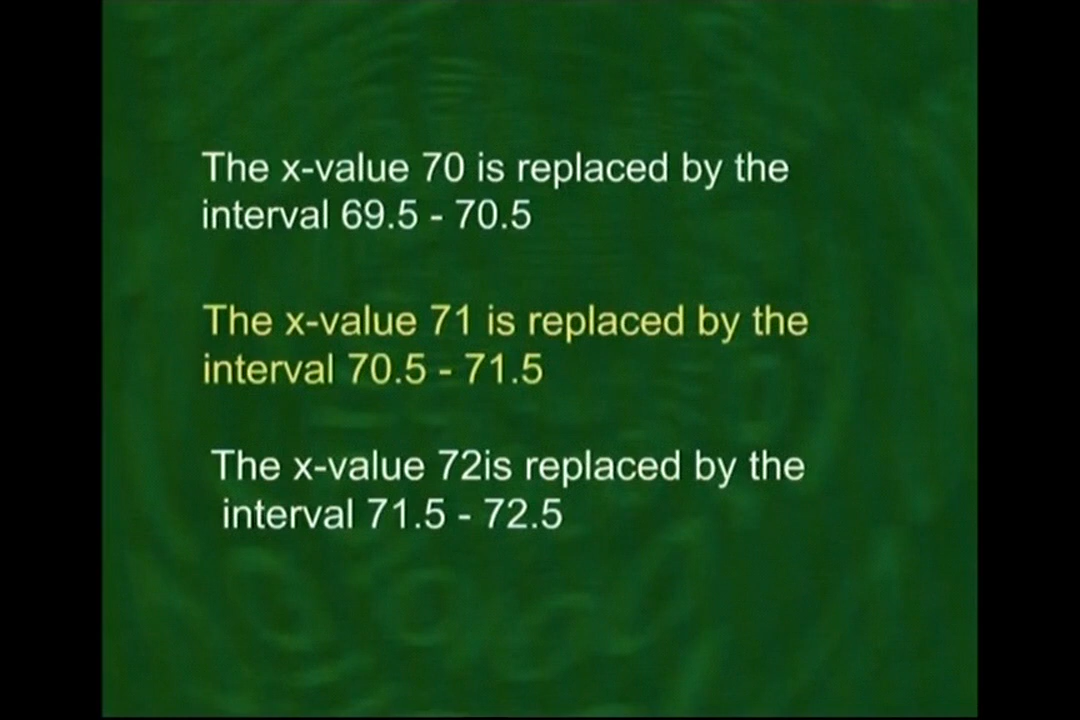 The x-value 70 is replaced by the
interval 69.5 - 70.5
The x-value 71 is replaced by the
interval 70.5 - 71.5
The x-value 72is replaced by the
interval 71.5 - 72.5